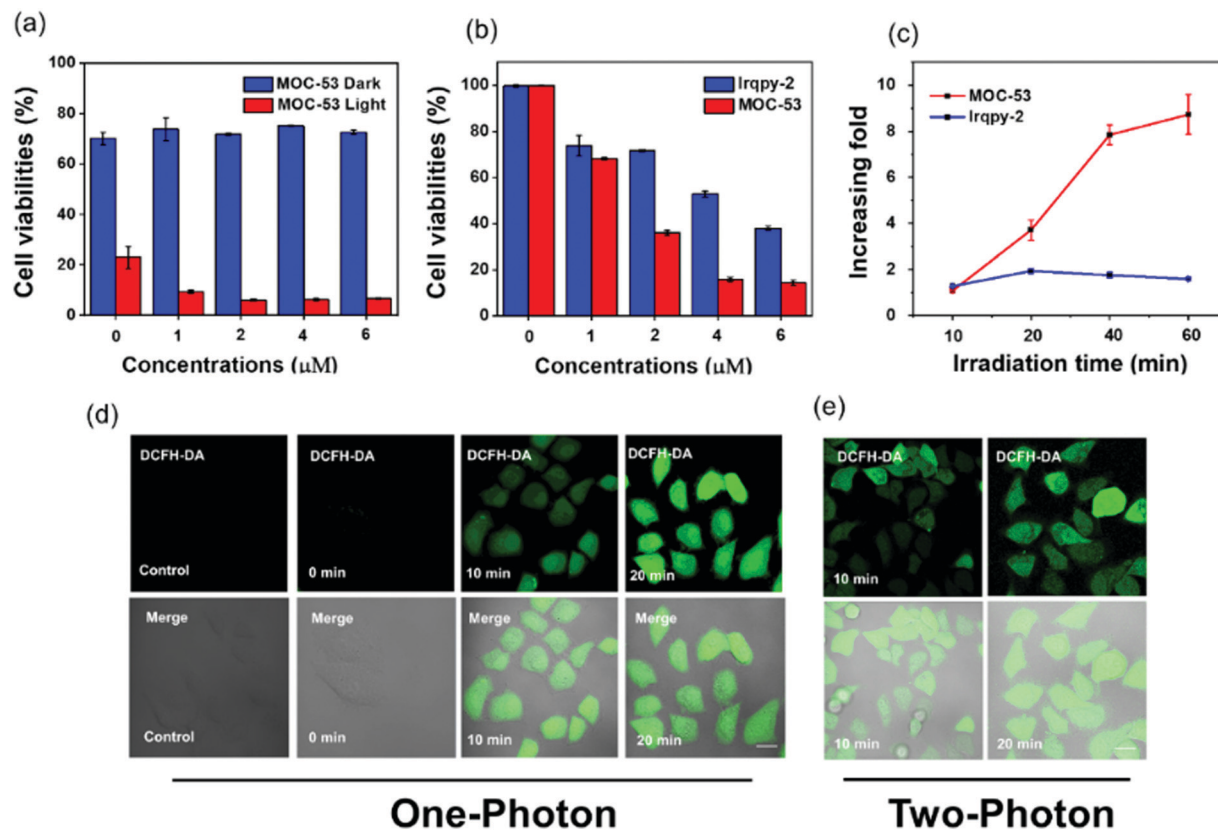 (a)
100
80
60
40
20
0
Cell viabilities (%)
MOC-53 Dark
MOC-53 Light
0 1 2 4 6
Concentrations (μM)
(b)
100
80
60
40
20
0
Cell viabilities (%)
Irqpy-2
MOC-53
0 1 2 4 6
Concentrations (μM)
(c)
10
8
6
4
2
0
Increasing fold
MOC-53
Irqpy-2
10 20 40 60
Irradiation time (min)
(d)
DCFH-DA
Control
DCFH-DA
0 min
DCFH-DA
10 min
DCFH-DA
20 min
Merge
Control
Merge
0 min
Merge
10 min
Merge
20 min
One-Photon
(e)
DCFH-DA
10 min
DCFH-DA
20 min
10 min
20 min
Two-Photon